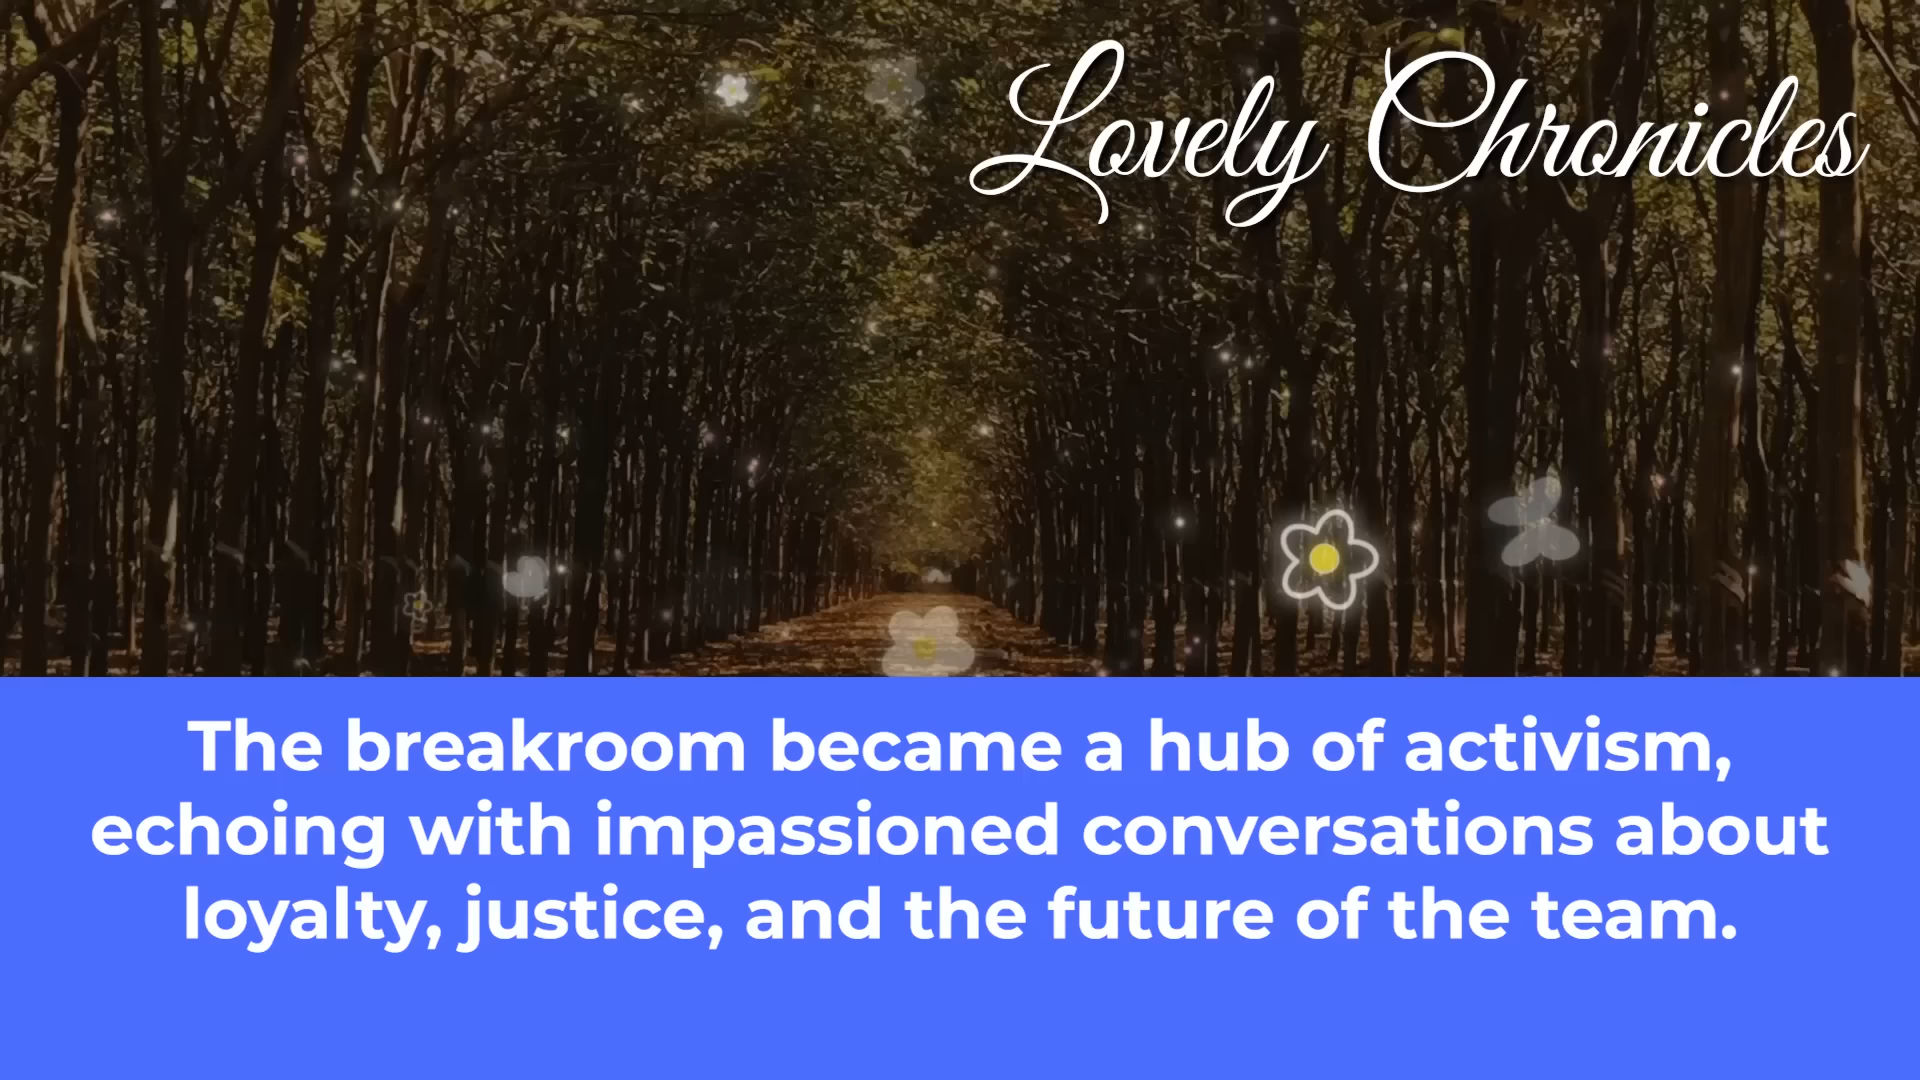 Lovely Chronicles
The breakroom became a hub of activism,
echoing with impassioned conversations about
loyalty, justice, and the future of the team.